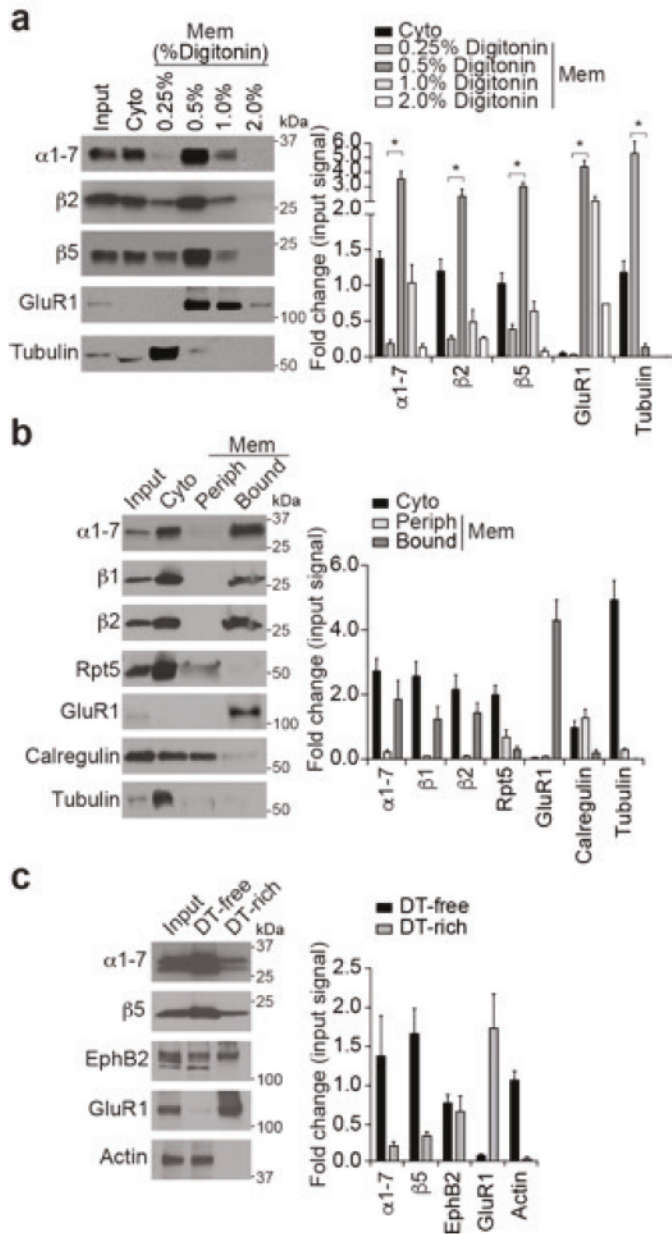 a
Mem
(%Digitonin)
Input
Cyto
0.25%
0.5%
1.0%
2.0%
kDa
α1-7
37
β2
25
β5
25
GluR1
100
Tubulin
50
Cyto
0.25% Digitonin
0.5% Digitonin
1.0% Digitonin
2.0% Digitonin
Mem
Fold change (input signal)
6.0
5.0
4.0
3.0
2.0
1.5
1.0
0.5
0.0
* * * * *
α1-7
β2
β5
GluR1
Tubulin
b
Mem
Input
Cyto
Periph
Bound
kDa
α1-7
37
25
β1
25
β2
25
Rpt5
50
GluR1
100
Calregulin
50
Tubulin
50
Cyto
Periph
Bound
Mem
Fold change (input signal)
6.0
4.0
2.0
0.0
α1-7
β1
β2
Rpt5
GluR1
Calregulin
Tubulin
c
Input
DT-free
DT-rich
kDa
α1-7
37
25
β5
25
EphB2
100
GluR1
100
Actin
37
DT-free
DT-rich
Fold change (input signal)
2.5
2.0
1.5
1.0
0.5
0.0
α1-7
β5
EphB2
GluR1
Actin